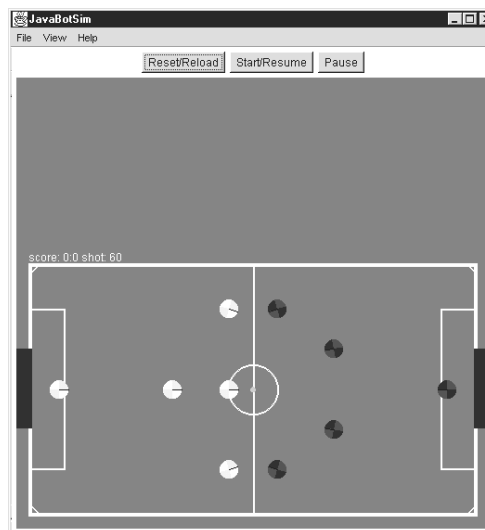 JavaBotSim
File View Help
Reset/Reload Start/Resume Pause
score: 0:0 shot: 60